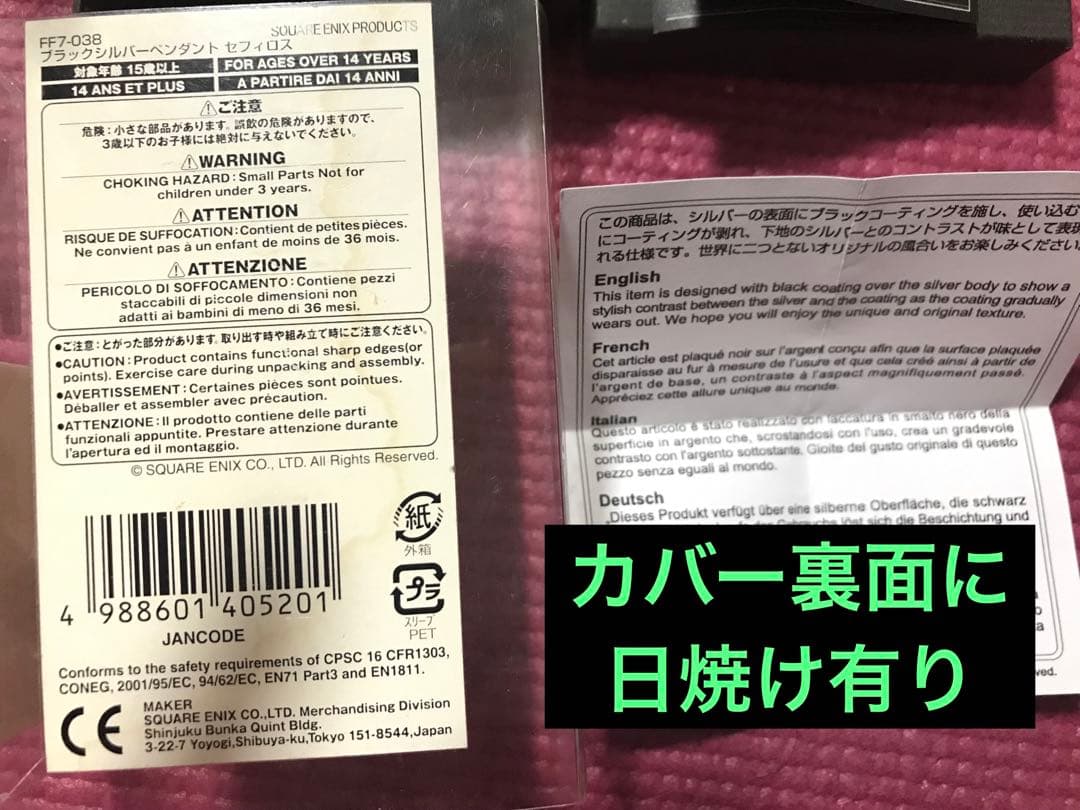 SQUARE ENIX PRODUCTS
FF7-038
ブラックシルバーペンダント セフィロス
対象年齢 15歳以上
FOR AGES OVER 14 YEARS
14 ANS ET PLUS
A PARTIRE DAI 14 ANNI
⚠ご注意
危険：小さな部品があります。誤飲の危険がありますので、
3歳以下のお子様には絶対に与えないでください。
⚠WARNING
CHOKING HAZARD：Small Parts Not for
children under 3 years.
⚠ATTENTION
RISQUE DE SUFFOCATION：Contient de petites pièces.
Ne convient pas à un enfant de moins de 36 mois.
⚠ATTENZIONE
PERICOLO DI SOFFOCAMENTO：Contiene pezzi
staccabili di piccole dimensioni non
adatti ai bambini di meno di 36 mesi.
●ご注意：とがった部分があります。取り出す時や組み立て時にご注意ください。
●CAUTION：Product contains functional sharp edges(or
points). Exercise care during unpacking and assembly.
●AVERTISSEMENT：Certaines pièces sont pointues.
Déballer et assembler avec précaution.
●ATTENZIONE：Il prodotto contiene delle parti
funzionali appuntite. Prestare attenzione durante
l'apertura ed il montaggio.
© SQUARE ENIX CO., LTD. All Rights Reserved.
紙
外箱
プラ
スリーブ
PET
4 988601 405201
JANCODE
Conforms to the safety requirements of CPSC 16 CFR1303,
CONEG, 2001/95/EC, 94/62/EC, EN71 Part3 and EN1811.
CE
MAKER
SQUARE ENIX CO.,LTD. Merchandising Division
Shinjuku Bunka Quint Bldg.
3-22-7 Yoyogi,Shibuya-ku,Tokyo 151-8544,Japan
この商品は、シルバーの表面にブラックコーティングを施し、使い込む
にコーティングが剥れ、下地のシルバーとのコントラストが味として表現
れる仕様です。世界に二つとないオリジナルの風合いをお楽しみください
English
This item is designed with black coating over the silver body to show a
stylish contrast between the silver and the coating as the coating gradually
wears out. We hope you will enjoy the unique and original texture.
French
Cet article est plaqué noir sur l'argent conçu afin que la surface plaquée
disparaisse au fur à mesure de l'usure et que cela créé ainsi à partir de
l'argent de base, un contraste à l'aspect magnifiquement passé.
Appréciez cette allure unique au monde.
Italian
Questo articolo è stato realizzato con laccatura in smalto nero della
superficie in argento che, scrostandosi con l'uso, crea un gradevole
contrasto con l'argento sottostante. Gioite del gusto originale di questo
pezzo senza eguali al mondo.
Deutsch
„Dieses Produkt verfügt über eine silberne Oberfläche, die schwarz
löst sich die Beschichtung und
カバー裏面に
日焼け有り